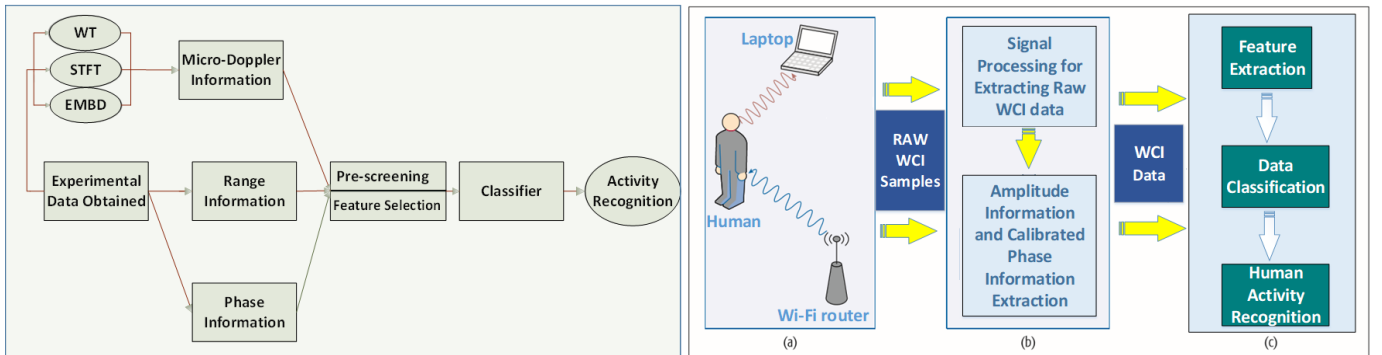 WT
STFT
EMBD
Micro-Doppler
Information
Experimental
Data Obtained
Range
Information
Pre-screening
Feature Selection
Classifier
Activity
Recognition
Phase
Information
Laptop
Human
Wi-Fi router
(a)
RAW
WCI
Samples
Signal
Processing for
Extracting Raw
WCI data
Amplitude
Information
and Calibrated
Phase
Information
Extraction
(b)
WCI
Data
Feature
Extraction
Data
Classification
Human
Activity
Recognition
(c)